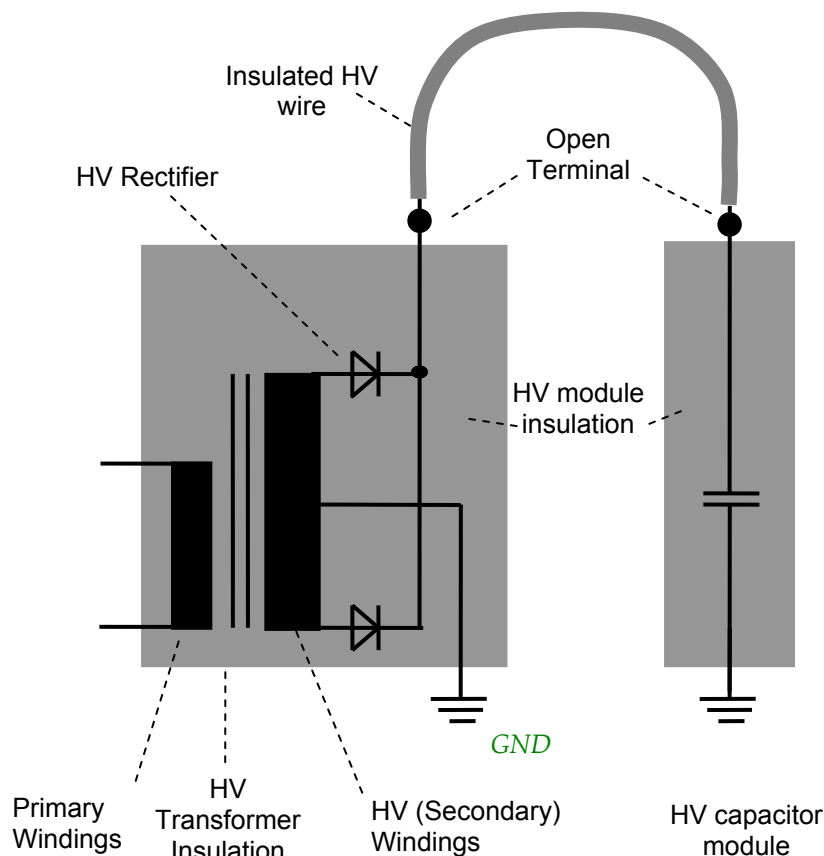 Insulated HV
wire
Open
Terminal
HV Rectifier
HV module
insulation
GND
Primary
Windings
HV
Transformer
Insulation
HV (Secondary)
Windings
HV capacitor
module